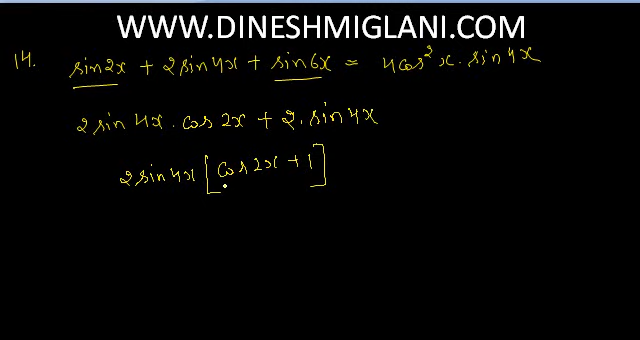 WWW.DINESHMIGLANI.COM
14. sin2x + 2sin4x + sin6x = 4cos²x.sin4x
2sin4x.cos2x + 2.sin4x
2sin4x[cos2x + 1]